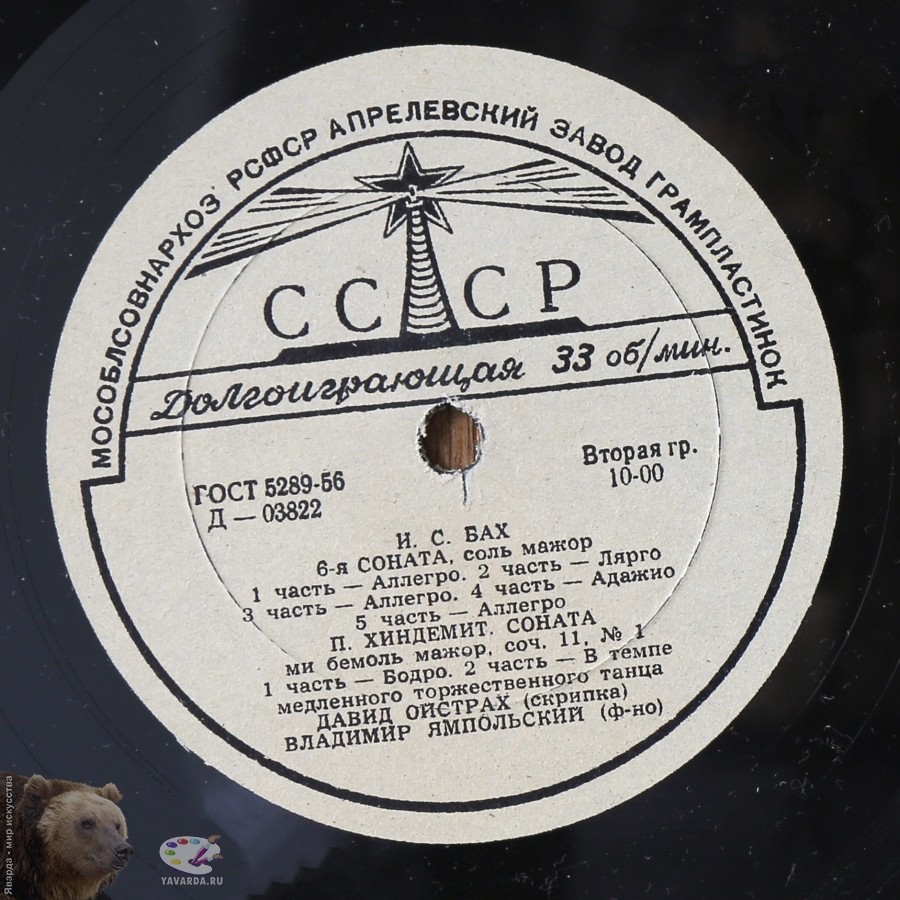 МОСОБЛСОВНАРХОЗ РСФСР АПРЕЛЕВСКИЙ ЗАВОД ГРАМПЛАСТИНОК
СССР
Долгоиграющая 33 об/мин.
ГОСТ 5289-56
Д — 03822
Вторая гр.
10-00
И. С. БАХ
6-я СОНАТА, соль мажор
1 часть — Аллегро. 2 часть — Лярго
3 часть — Аллегро. 4 часть — Адажио
5 часть — Аллегро
П. ХИНДЕМИТ. СОНАТА
ми бемоль мажор, соч. 11, № 1
1 часть — Бодро. 2 часть — В темпе
медленного торжественного танца
ДАВИД ОЙСТРАХ (скрипка)
ВЛАДИМИР ЯМПОЛЬСКИЙ (ф-но)
Яварда - мир искусства
YAVARDA.RU